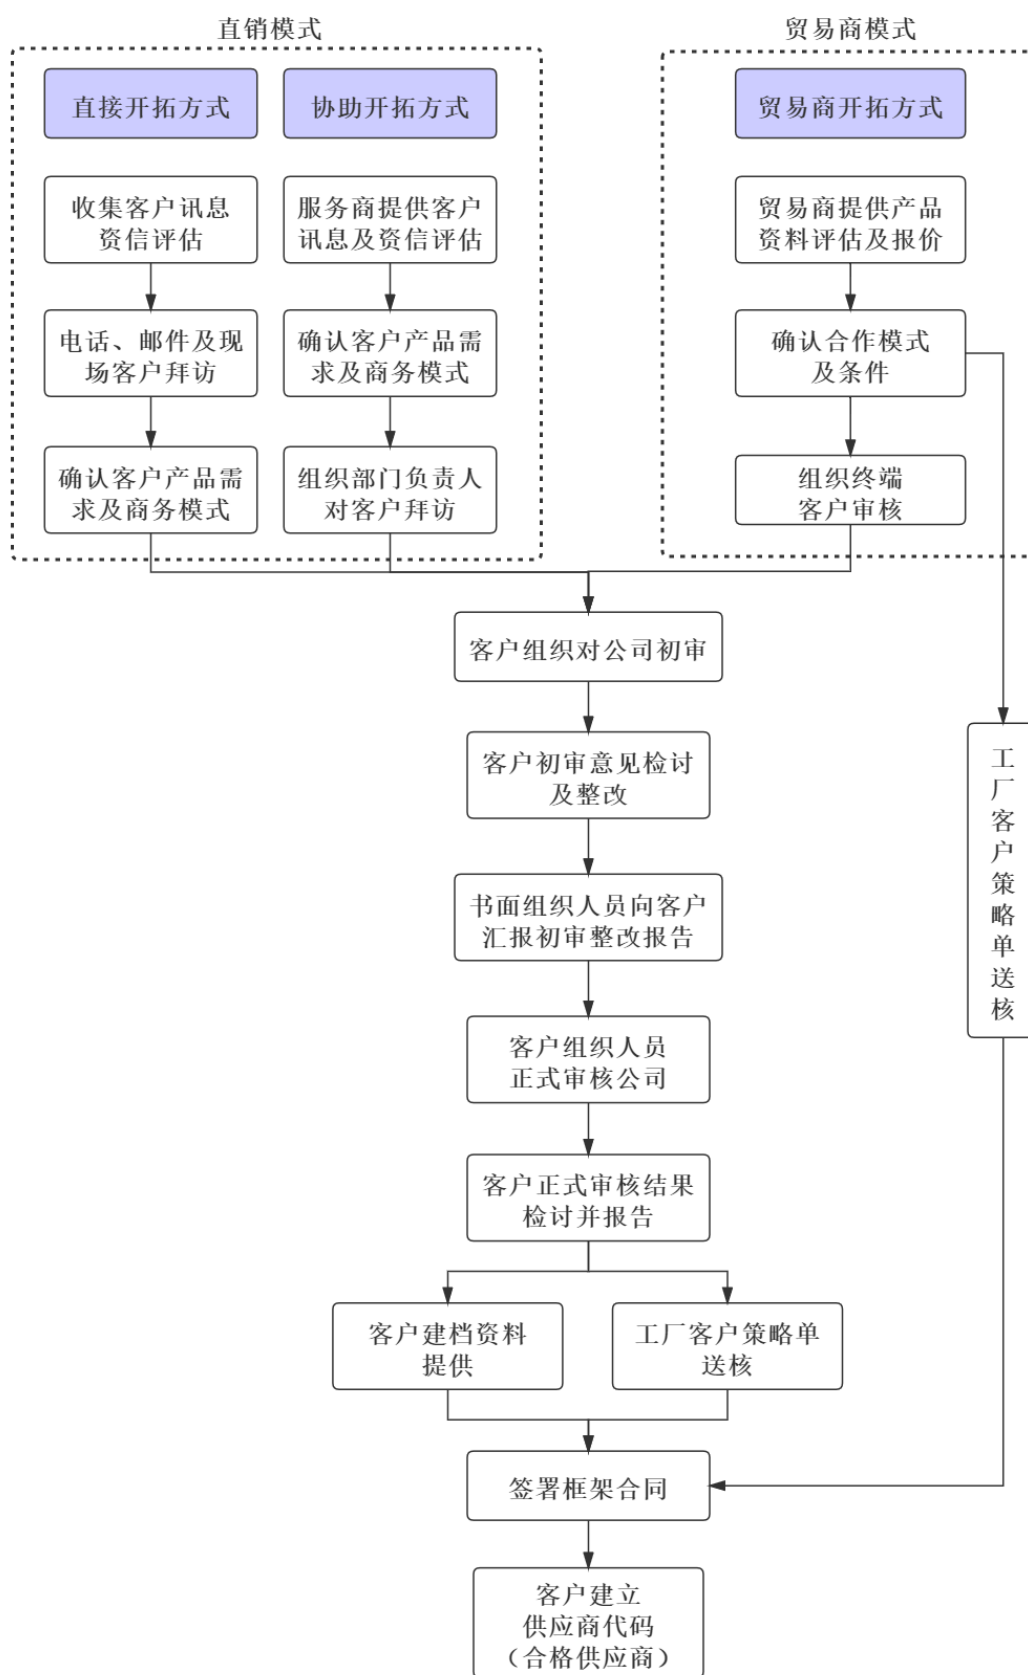 直销模式
贸易商模式
直接开拓方式
协助开拓方式
贸易商开拓方式
收集客户讯息
资信评估
服务商提供客户
讯息及资信评估
贸易商提供产品
资料评估及报价
电话、邮件及现
场客户拜访
确认客户产品需
求及商务模式
确认合作模式
及条件
确认客户产品需
求及商务模式
组织部门负责人
对客户拜访
组织终端
客户审核
客户组织对公司初审
客户初审意见检讨
及整改
工厂客户策略单送核
书面组织人员向客户
汇报初审整改报告
客户组织人员
正式审核公司
客户正式审核结果
检讨并报告
客户建档资料
提供
工厂客户策略单
送核
签署框架合同
客户建立
供应商代码
（合格供应商）